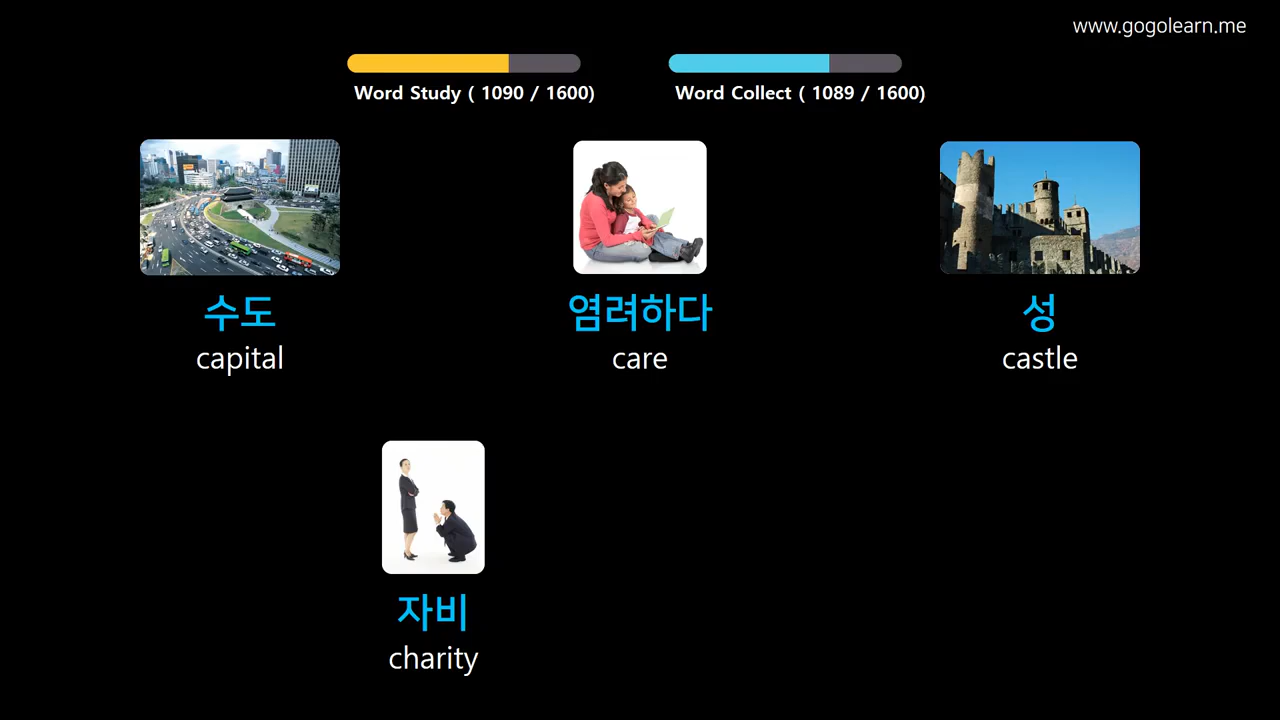 www.gogolearn.me
Word Study ( 1090 / 1600)
Word Collect ( 1089 / 1600)
수도
capital
염려하다
care
성
castle
자비
charity